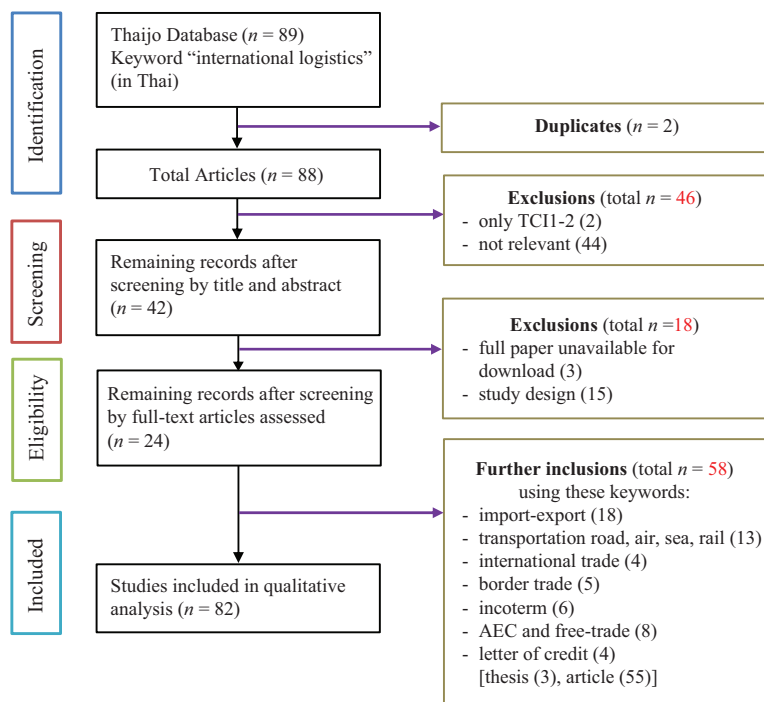 Identification
Thaijo Database (n = 89)
Keyword “international logistics”
(in Thai)
Duplicates (n = 2)
Total Articles (n = 88)
Exclusions (total n = 46)
- only TCI1-2 (2)
- not relevant (44)
Screening
Remaining records after
screening by title and abstract
(n = 42)
Exclusions (total n =18)
- full paper unavailable for
download (3)
- study design (15)
Eligibility
Remaining records after screening
by full-text articles assessed
(n = 24)
Further inclusions (total n = 58)
using these keywords:
- import-export (18)
- transportation road, air, sea, rail (13)
- international trade (4)
- border trade (5)
- incoterm (6)
- AEC and free-trade (8)
- letter of credit (4)
[thesis (3), article (55)]
Included
Studies included in qualitative
analysis (n = 82)